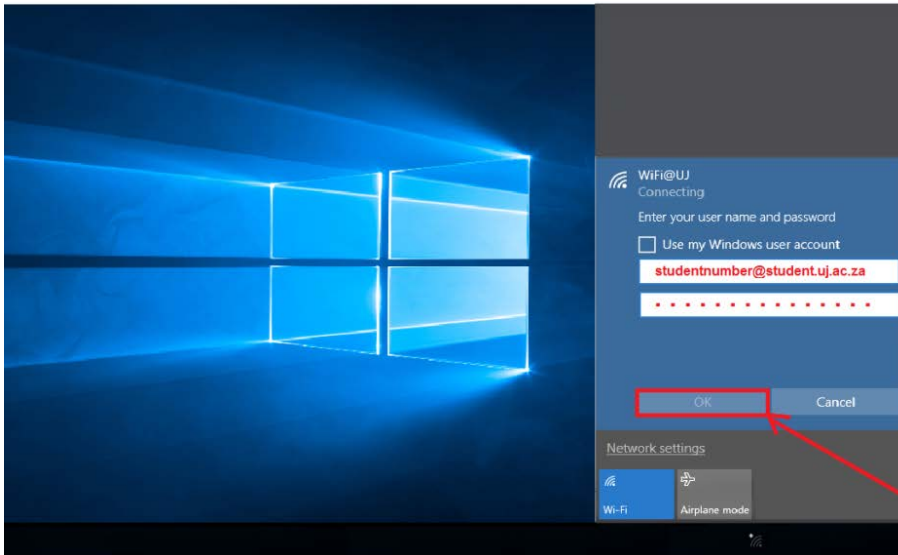 WiFi@UJ
Connecting
Enter your user name and password
Use my Windows user account
studentnumber@student.uj.ac.za
• • • • • • • • • • • • • • •
OK
Cancel
Network settings
Wi-Fi
Airplane mode